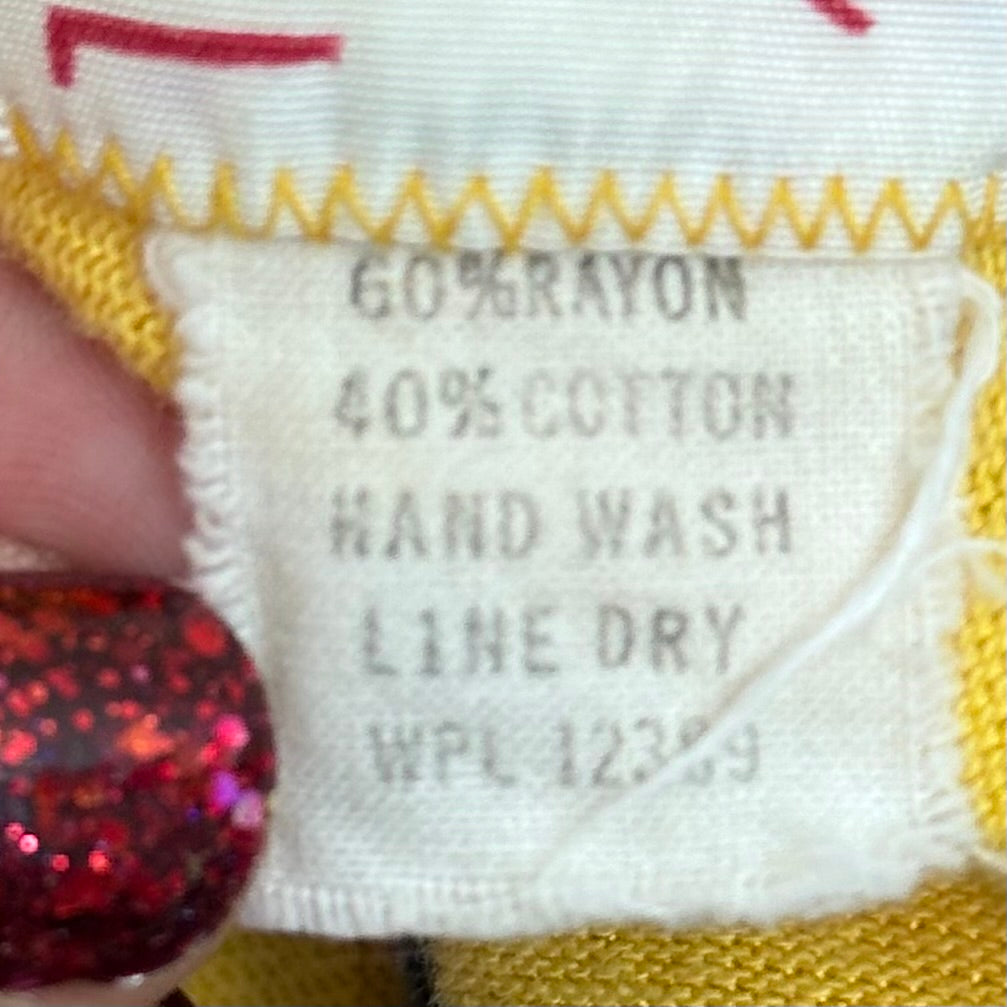 60%RAYON
40%COTTON
HAND WASH
LINE DRY
WPL